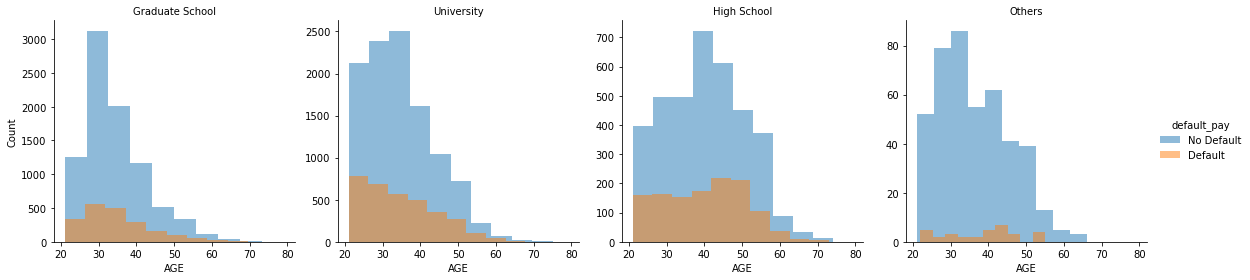 Graduate School
University
High School
Others
3000
2500
2000
1500
1000
500
0
Count
20 30 40 50 60 70 80
AGE
2500
2000
1500
1000
500
0
20 30 40 50 60 70 80
AGE
700
600
500
400
300
200
100
0
20 30 40 50 60 70 80
AGE
80
60
40
20
0
20 30 40 50 60 70 80
AGE
default_pay
No Default
Default